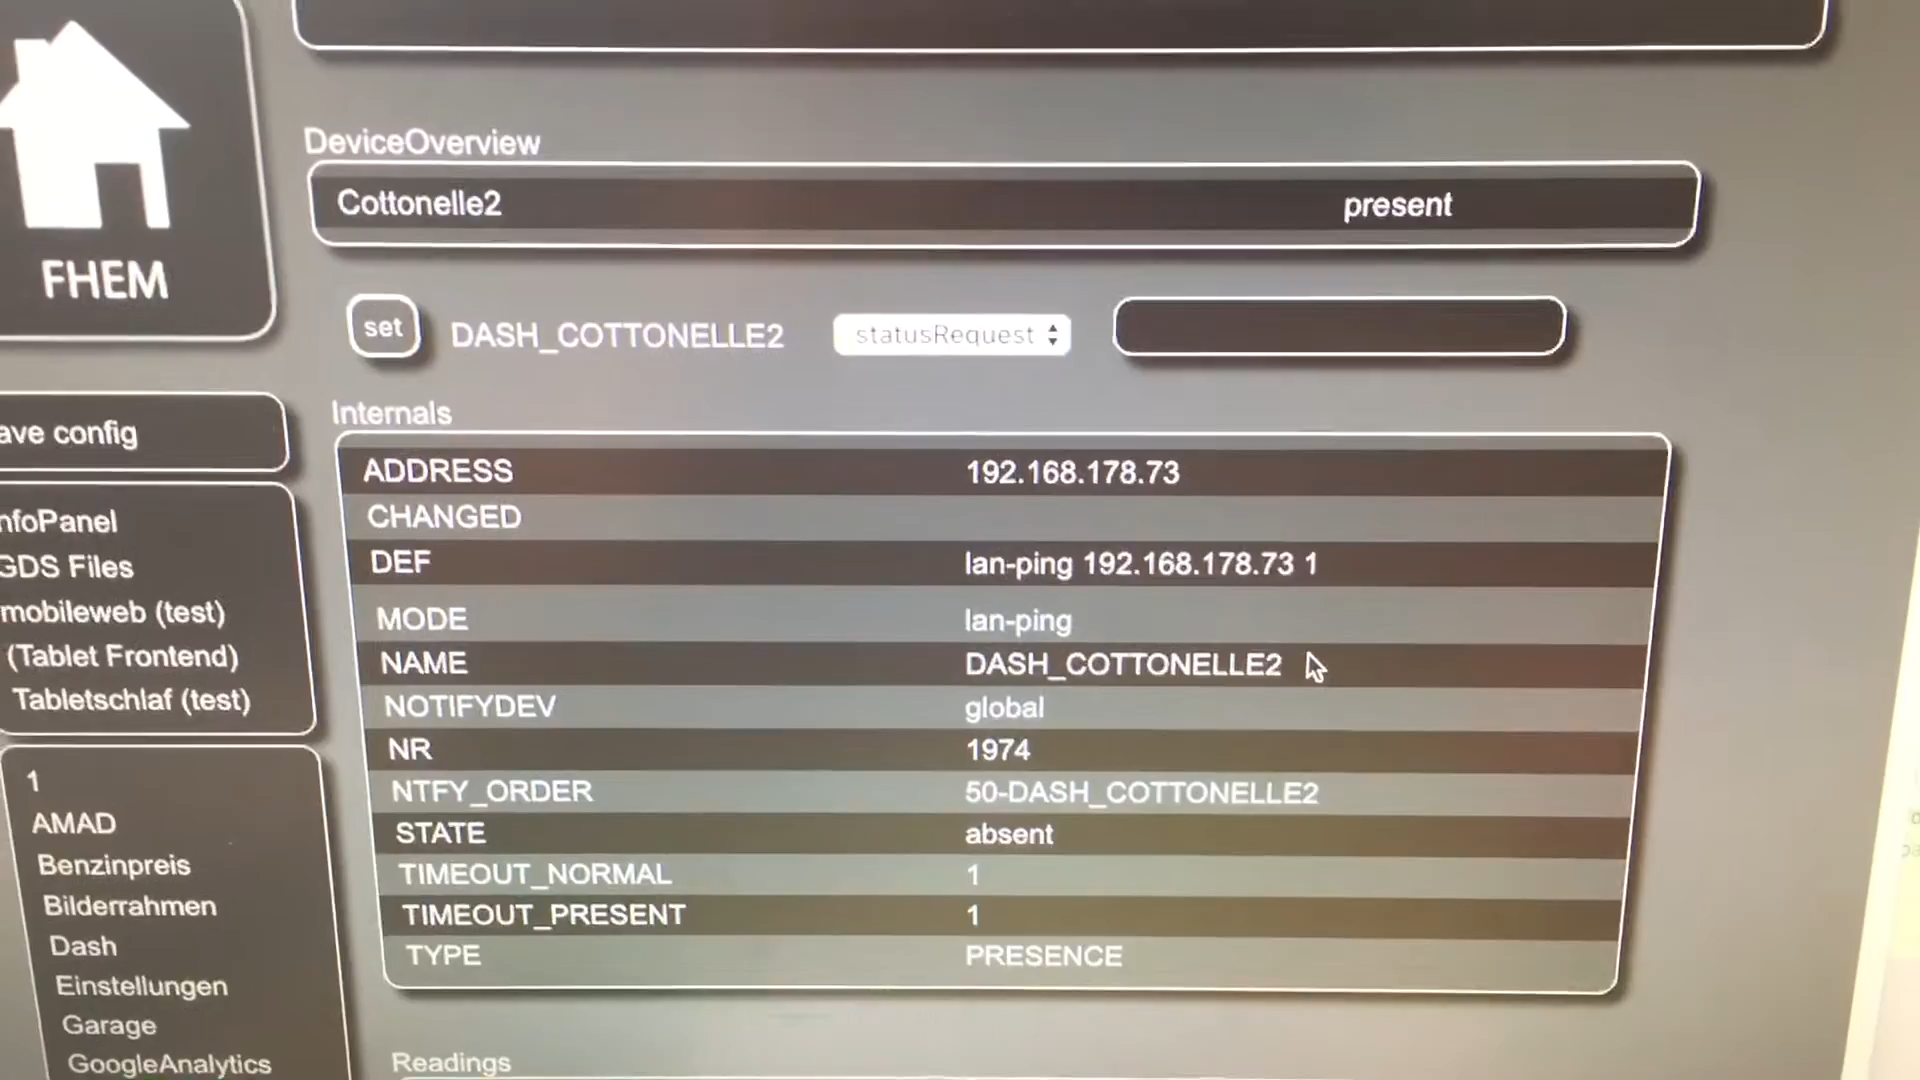 FHEM
ave config
nfoPanel
GDS Files
mobileweb (test)
(Tablet Frontend)
Tabletschlaf (test)
1
AMAD
Benzinpreis
Bilderrahmen
Dash
Einstellungen
Garage
GoogleAnalytics
DeviceOverview
Cottonelle2 present
set DASH_COTTONELLE2 statusRequest
Internals
ADDRESS 192.168.178.73
CHANGED
DEF lan-ping 192.168.178.73 1
MODE lan-ping
NAME DASH_COTTONELLE2
NOTIFYDEV global
NR 1974
NTFY_ORDER 50-DASH_COTTONELLE2
STATE absent
TIMEOUT_NORMAL 1
TIMEOUT_PRESENT 1
TYPE PRESENCE
Readings